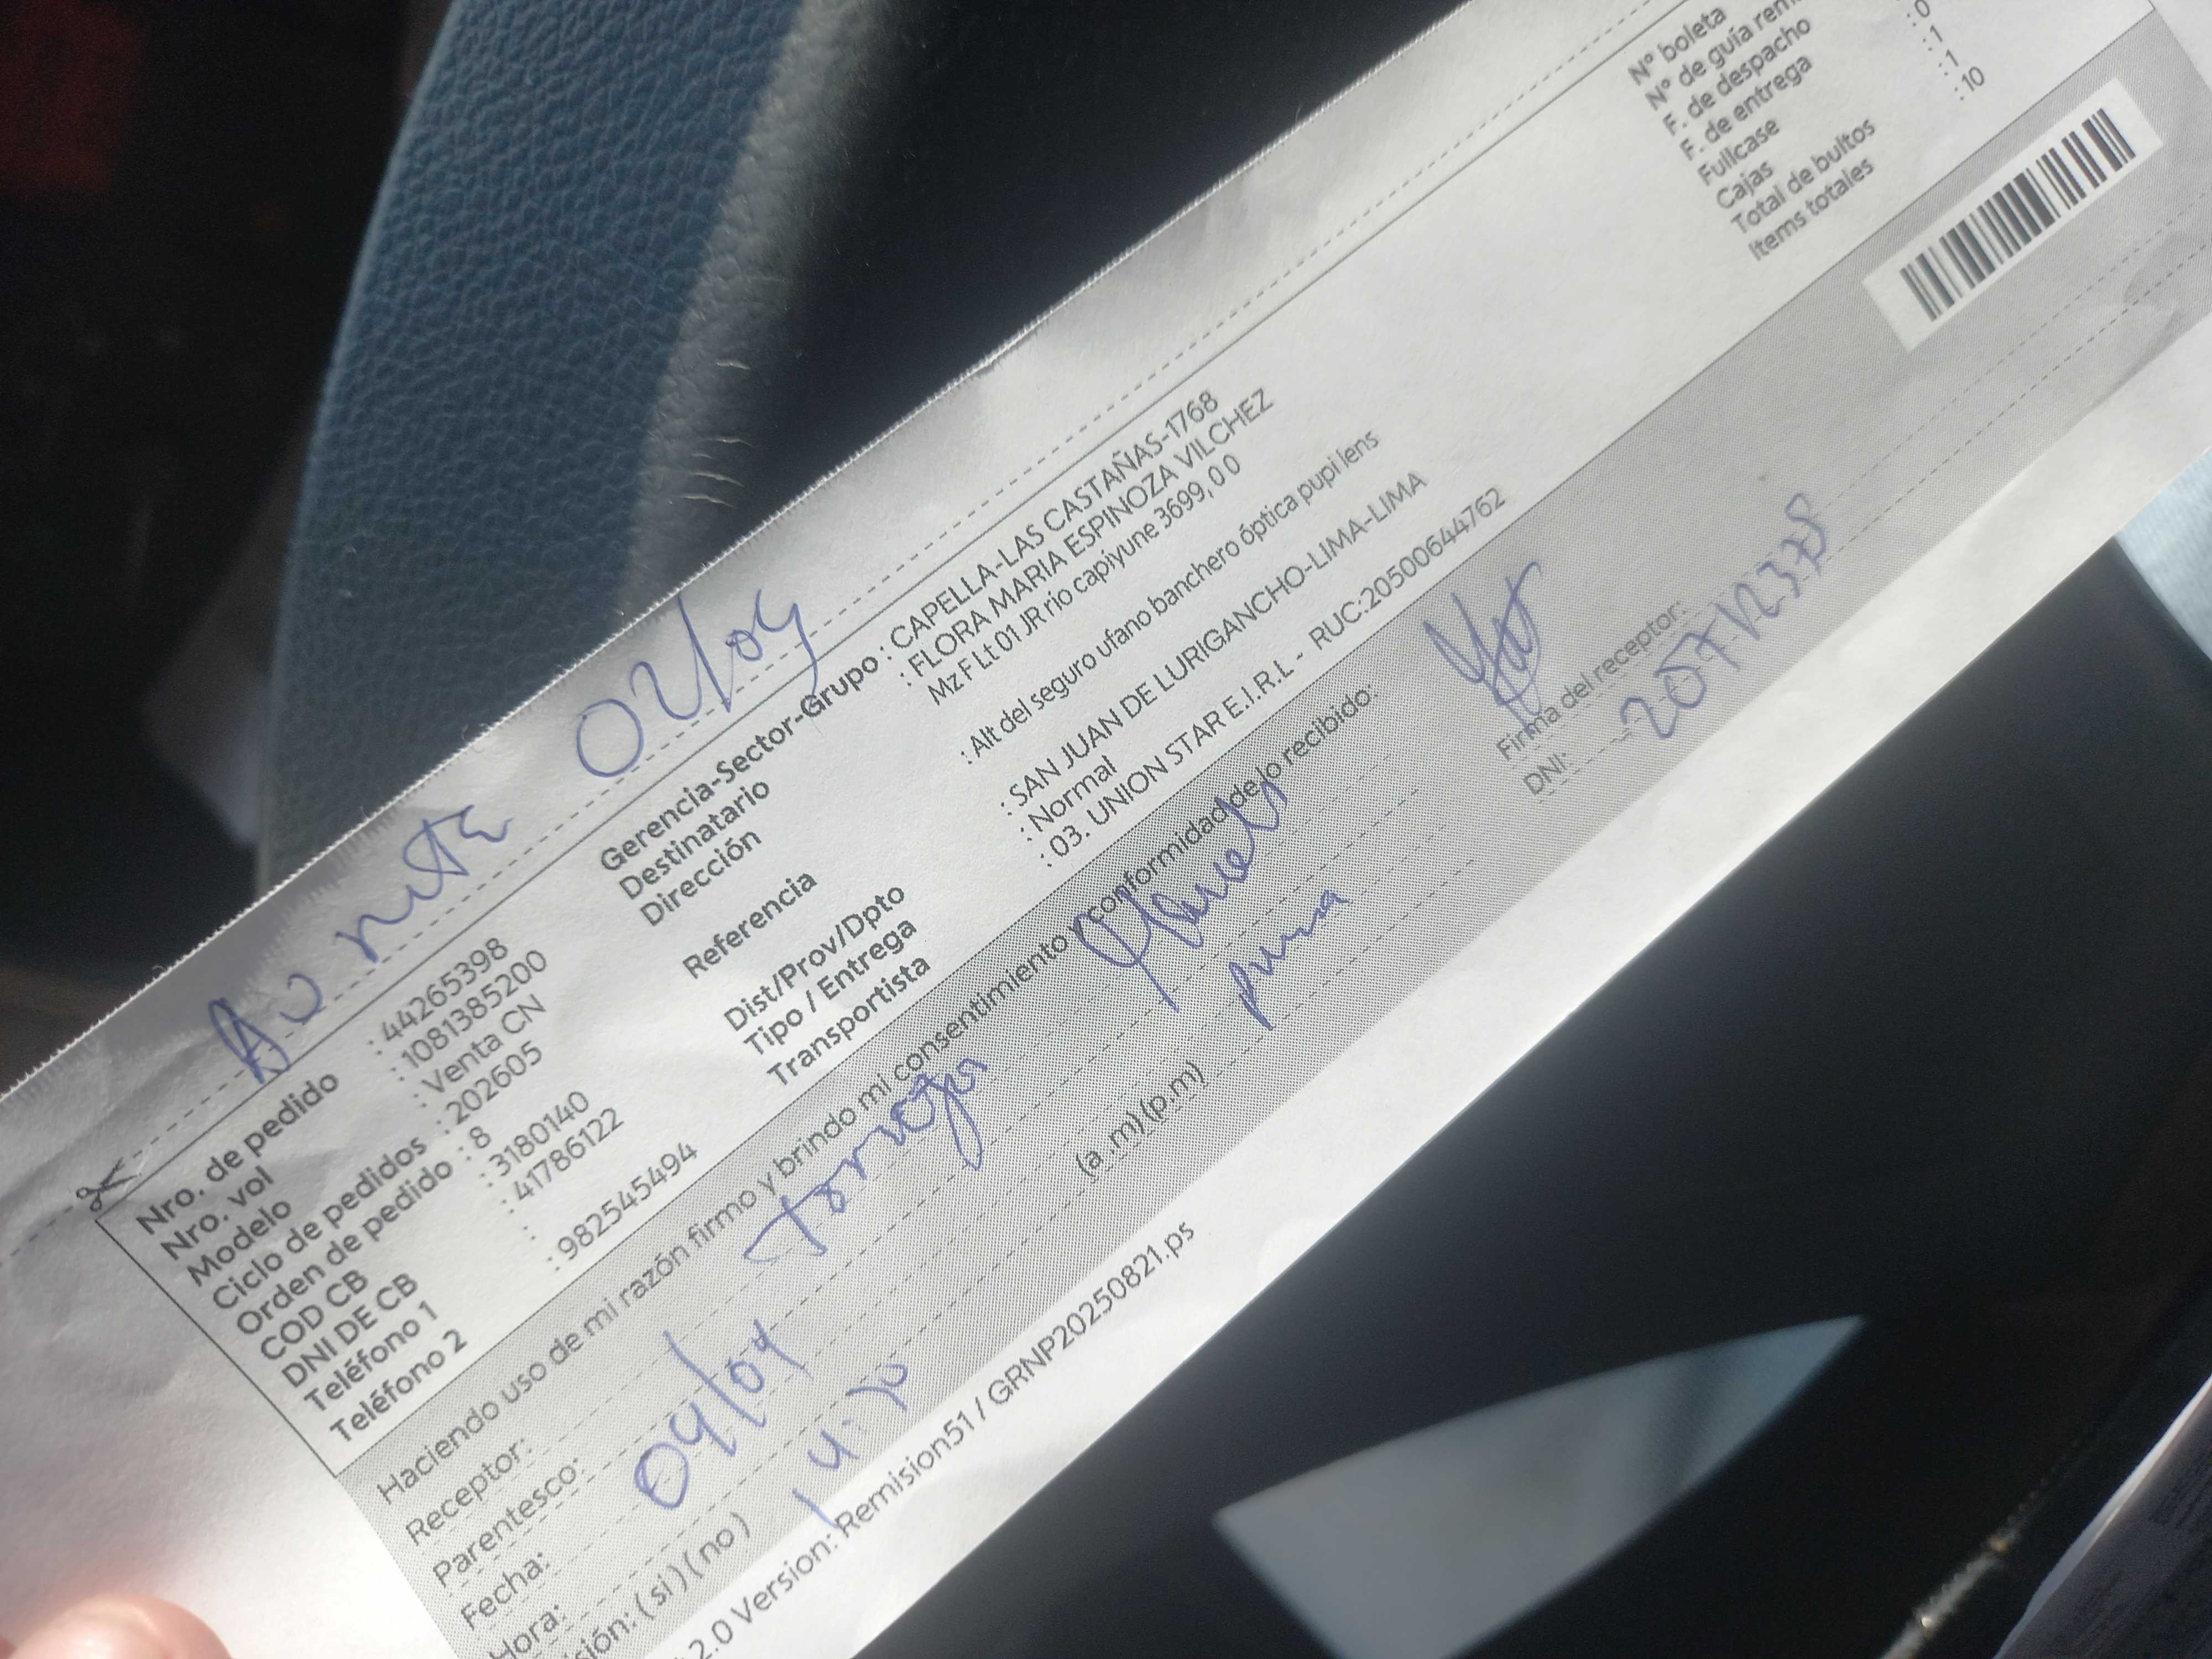 02/04
Nro. de pedido : 44265398
Nro. vol : 1081385200
Modelo : Venta CN
Ciclo de pedidos : 202605
Orden de pedido : 8
COD CB : 3180140
DNI DE CB : 41786122
Teléfono 1 :
Teléfono 2 : 982545494
Gerencia-Sector-Grupo : CAPELLA-LAS CASTAÑAS-1768
Destinatario : FLORA MARIA ESPINOZA VILCHEZ
Dirección Mz F Lt 01 JR rio capiyune 3699, 0 0
Referencia : Alt del seguro ufano banchero óptica pupi lens
Dist/Prov/Dpto : SAN JUAN DE LURIGANCHO-LIMA-LIMA
Tipo / Entrega : Normal
Transportista : 03. UNION STAR E.I.R.L - RUC:20500644762
N° boleta
N° de guía rem
F. de despacho
F. de entrega
Fullcase : 0
Cajas : 1
Total de bultos : 1
Items totales : 10
Haciendo uso de mi razón firmo y brindo mi consentimiento y conformidad de lo recibido:
Receptor:
Parentesco:
Fecha: 04/04
Hora: (a.m) (p.m)
sión: ( si ) ( no )
Firma del receptor:
DNI:
2.0 Version: Remision51 / GRNP20250821.ps